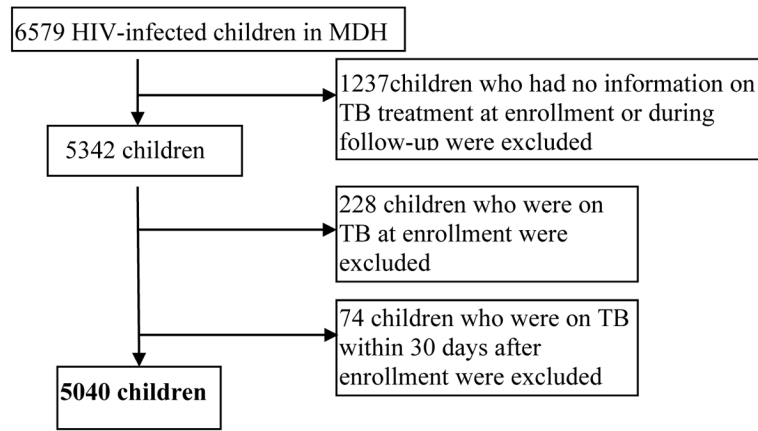 6579 HIV-infected children in MDH
1237children who had no information on
TB treatment at enrollment or during
follow-up were excluded
5342 children
228 children who were on
TB at enrollment were
excluded
74 children who were on TB
within 30 days after
enrollment were excluded
5040 children